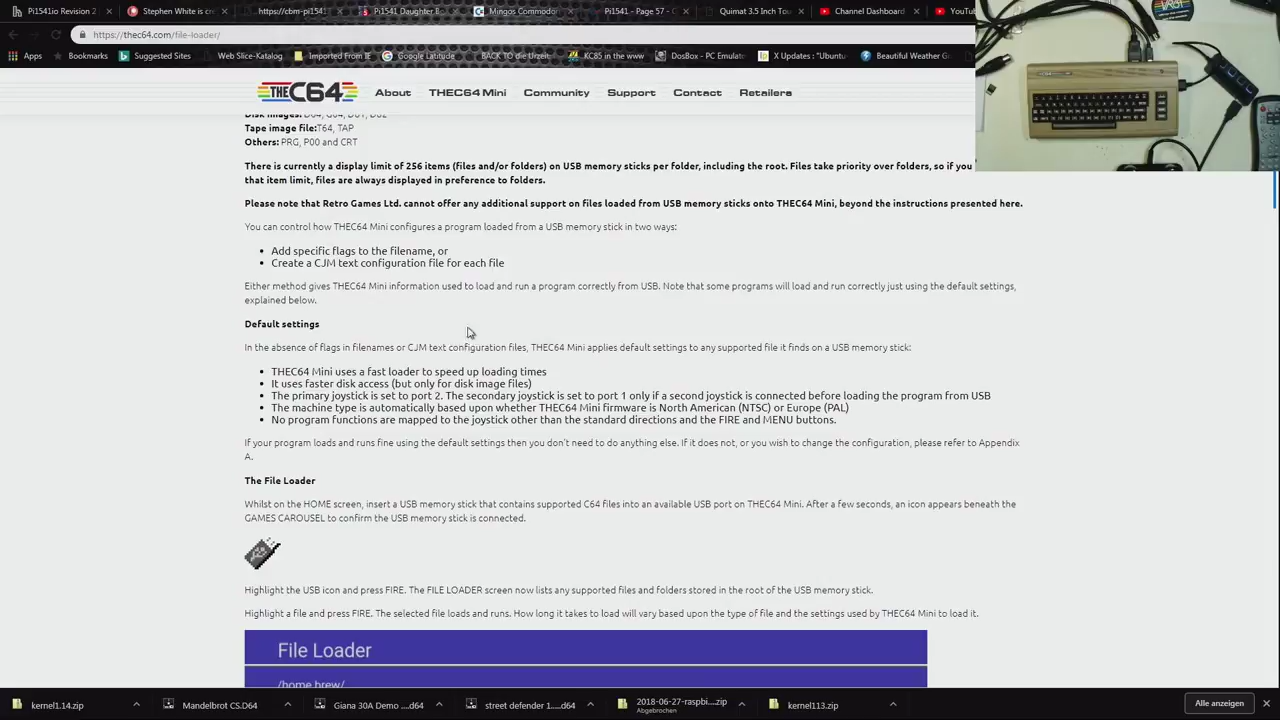 Pi1541io Revision 2
Stephen White is cr
https://cbm-pi1541
Pi1541 Daughter B
Mingos Commodor
Pi1541 - Page 57 - C
Quimat 3.5 Inch Tou
Channel Dashboard
YouTu
https://thec64.com/file-loader/
Apps
Bookmarks
Suggested Sites
Web Slice-Katalog
Imported From IE
Google Latitude
BACK TO die Urzeit
KC85 in the www
DosBox - PC Emulat
X Updates : "Ubuntu
Beautiful Weather G
THEC64
About
THEC64 Mini
Community
Support
Contact
Retailers
Disk images: D64, G64, D81, D82
Tape image file:T64, TAP
Others: PRG, P00 and CRT
There is currently a display limit of 256 items (files and/or folders) on USB memory sticks per folder, including the root. Files take priority over folders, so if you
that item limit, files are always displayed in preference to folders.
Please note that Retro Games Ltd. cannot offer any additional support on files loaded from USB memory sticks onto THEC64 Mini, beyond the instructions presented here.
You can control how THEC64 Mini configures a program loaded from a USB memory stick in two ways:
• Add specific flags to the filename, or
• Create a CJM text configuration file for each file
Either method gives THEC64 Mini information used to load and run a program correctly from USB. Note that some programs will load and run correctly just using the default settings,
explained below.
Default settings
In the absence of flags in filenames or CJM text configuration files, THEC64 Mini applies default settings to any supported file it finds on a USB memory stick:
• THEC64 Mini uses a fast loader to speed up loading times
• It uses faster disk access (but only for disk image files)
• The primary joystick is set to port 2. The secondary joystick is set to port 1 only if a second joystick is connected before loading the program from USB
• The machine type is automatically based upon whether THEC64 Mini firmware is North American (NTSC) or Europe (PAL)
• No program functions are mapped to the joystick other than the standard directions and the FIRE and MENU buttons.
If your program loads and runs fine using the default settings then you don't need to do anything else. If it does not, or you wish to change the configuration, please refer to Appendix
A.
The File Loader
Whilst on the HOME screen, insert a USB memory stick that contains supported C64 files into an available USB port on THEC64 Mini. After a few seconds, an icon appears beneath the
GAMES CAROUSEL to confirm the USB memory stick is connected.
Highlight the USB icon and press FIRE. The FILE LOADER screen now lists any supported files and folders stored in the root of the USB memory stick.
Highlight a file and press FIRE. The selected file loads and runs. How long it takes to load will vary based upon the type of file and the settings used by THEC64 Mini to load it.
File Loader
/home brew/
kernel1.14.zip
Mandelbrot CS.D64
Giana 30A Demo ....d64
street defender 1.....d64
2018-06-27-raspbi....zip
Abgebrochen
kernel113.zip
Alle anzeigen